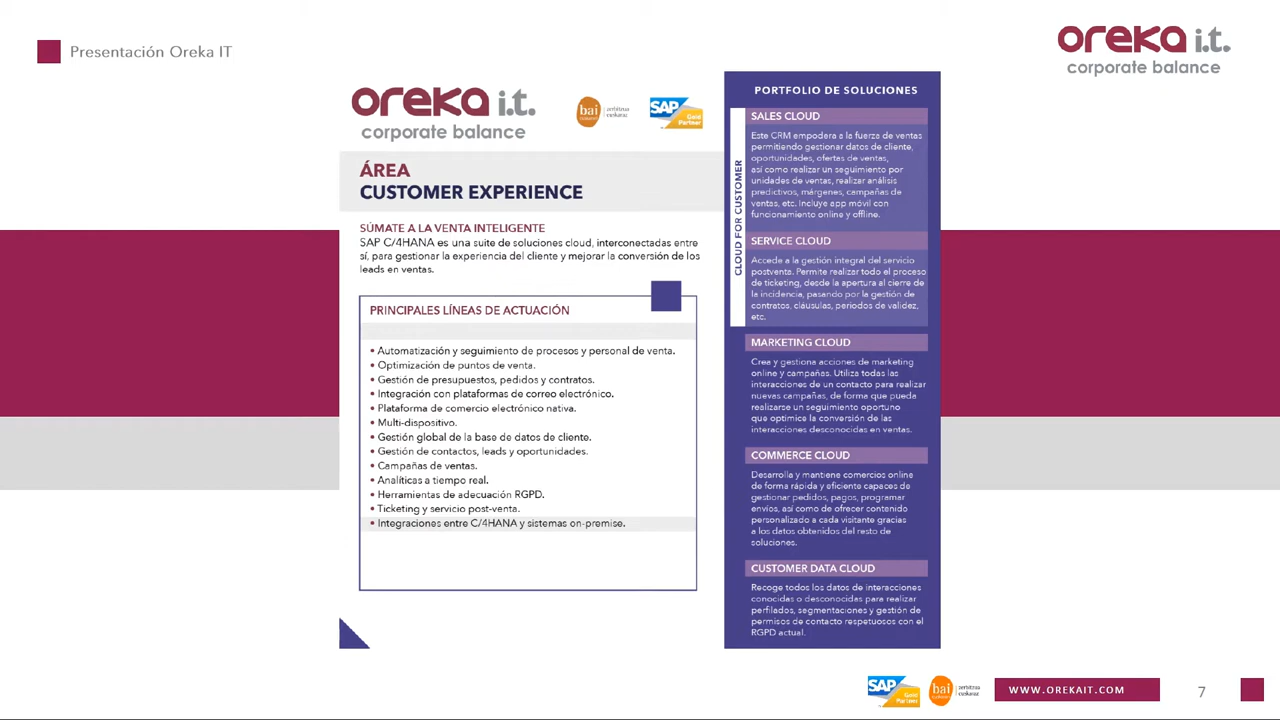 Presentación Oreka IT
oreka i.t.
corporate balance
oreka i.t.
corporate balance
bai
euskaraz
zerbitzua
euskaraz
SAP
Gold
Partner
ÁREA
CUSTOMER EXPERIENCE
SÚMATE A LA VENTA INTELIGENTE
SAP C/4HANA es una suite de soluciones cloud, interconectadas entre
sí, para gestionar la experiencia del cliente y mejorar la conversión de los
leads en ventas.
PRINCIPALES LÍNEAS DE ACTUACIÓN
• Automatización y seguimiento de procesos y personal de venta.
• Optimización de puntos de venta.
• Gestión de presupuestos, pedidos y contratos.
• Integración con plataformas de correo electrónico.
• Plataforma de comercio electrónico nativa.
• Multi-dispositivo.
• Gestión global de la base de datos de cliente.
• Gestión de contactos, leads y oportunidades.
• Campañas de ventas.
• Analíticas a tiempo real.
• Herramientas de adecuación RGPD.
• Ticketing y servicio post-venta.
• Integraciones entre C/4HANA y sistemas on-premise.
PORTFOLIO DE SOLUCIONES
CLOUD FOR CUSTOMER
SALES CLOUD
Este CRM empodera a la fuerza de ventas
permitiendo gestionar datos de cliente,
oportunidades, ofertas de ventas,
así como realizar un seguimiento por
unidades de ventas, realizar análisis
predictivos, márgenes, campañas de
ventas, etc. Incluye app móvil con
funcionamiento online y offline.
SERVICE CLOUD
Accede a la gestión integral del servicio
postventa. Permite realizar todo el proceso
de ticketing, desde la apertura al cierre de
la incidencia, pasando por la gestión de
contratos, cláusulas, periodos de validez,
etc.
MARKETING CLOUD
Crea y gestiona acciones de marketing
online y campañas. Utiliza todas las
interacciones de un contacto para realizar
nuevas campañas, de forma que pueda
realizarse un seguimiento oportuno
que optimice la conversión de las
interacciones desconocidas en ventas.
COMMERCE CLOUD
Desarrolla y mantiene comercios online
de forma rápida y eficiente capaces de
gestionar pedidos, pagos, programar
envíos, así como de ofrecer contenido
personalizado a cada visitante gracias
a los datos obtenidos del resto de
soluciones.
CUSTOMER DATA CLOUD
Recoge todos los datos de interacciones
conocidas o desconocidas para realizar
perfilados, segmentaciones y gestión de
permisos de contacto respetuosos con el
RGPD actual.
SAP
Gold
Partner
bai
zerbitzua
euskaraz
WWW.OREKAIT.COM
7